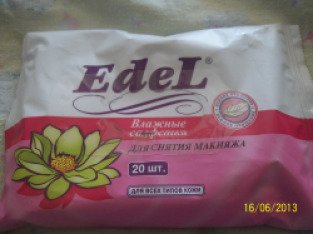 EdeL
Влажные
салфетки
ДЛЯ СНЯТИЯ МАКИЯЖА
20 ШТ.
ДЛЯ ВСЕХ ТИПОВ КОЖИ
16/06/2013